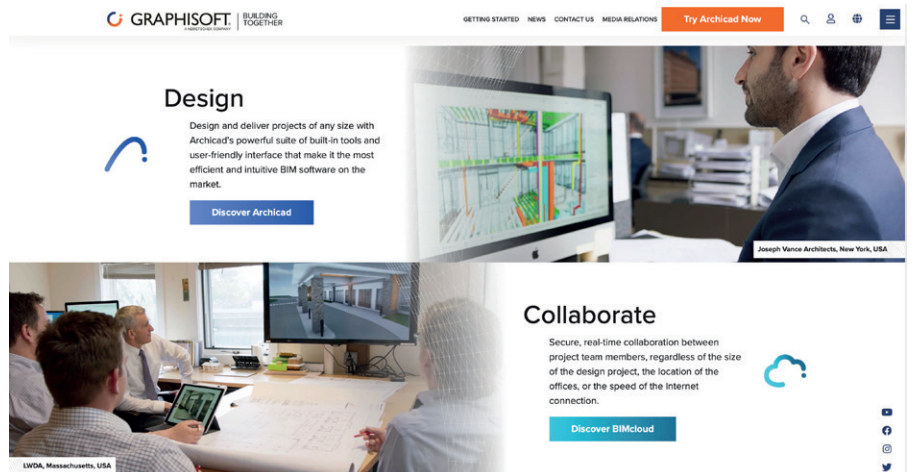 GRAPHISOFT.
A NEMETSCHEK COMPANY
BUILDING
TOGETHER
GETTING STARTED
NEWS
CONTACT US
MEDIA RELATIONS
Try Archicad Now
Design
Design and deliver projects of any size with
Archicad's powerful suite of built-in tools and
user-friendly interface that make it the most
efficient and intuitive BIM software on the
market.
Discover Archicad
Joseph Vance Architects, New York, USA
Collaborate
Secure, real-time collaboration between
project team members, regardless of the size
of the design project, the location of the
offices, or the speed of the Internet
connection.
Discover BIMcloud
LWDA, Massachusetts, USA